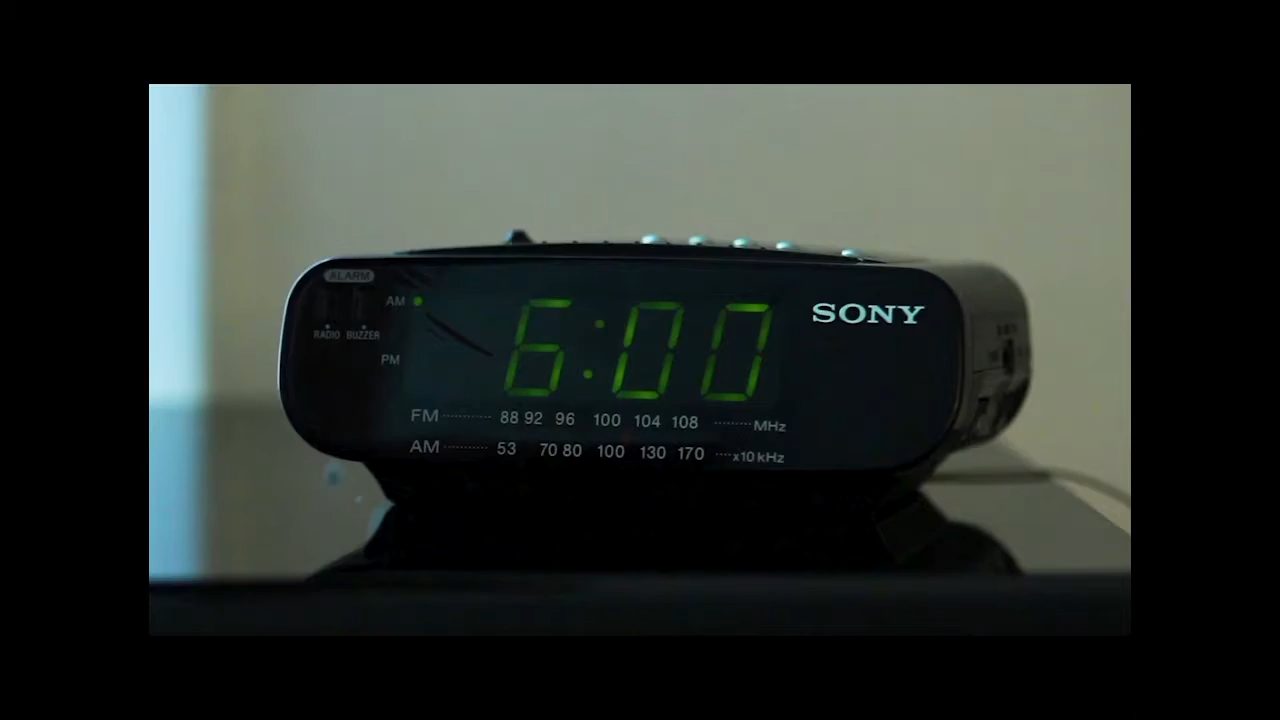 ALARM
AM
RADIO BUZZER
PM
6:00
SONY
FM 88 92 96 100 104 108 MHz
AM 53 70 80 100 130 170 x10 kHz